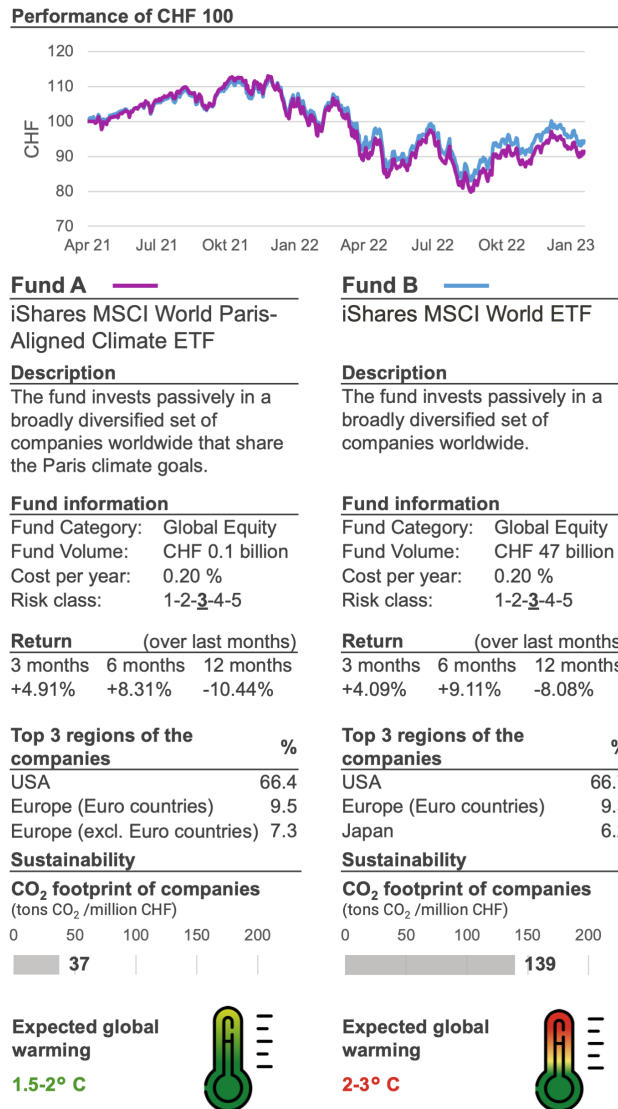 Performance of CHF 100
120
110
100
90
80
70
CHF
Apr 21 Jul 21 Okt 21 Jan 22 Apr 22 Jul 22 Okt 22 Jan 23
Fund A
iShares MSCI World Paris-
Aligned Climate ETF
Description
The fund invests passively in a
broadly diversified set of
companies worldwide that share
the Paris climate goals.
Fund information
Fund Category: Global Equity
Fund Volume: CHF 0.1 billion
Cost per year: 0.20 %
Risk class: 1-2-3-4-5
Return (over last months)
3 months 6 months 12 months
+4.91% +8.31% -10.44%
Top 3 regions of the
companies %
USA 66.4
Europe (Euro countries) 9.5
Europe (excl. Euro countries) 7.3
Sustainability
CO₂ footprint of companies
(tons CO₂ /million CHF)
0 50 100 150 200
37
Expected global
warming
1.5-2º C
Fund B
iShares MSCI World ETF
Description
The fund invests passively in a
broadly diversified set of
companies worldwide.
Fund information
Fund Category: Global Equity
Fund Volume: CHF 47 billion
Cost per year: 0.20 %
Risk class: 1-2-3-4-5
Return (over last months
3 months 6 months 12 months
+4.09% +9.11% -8.08%
Top 3 regions of the
companies
USA 66.
Europe (Euro countries) 9.
Japan 6.
Sustainability
CO₂ footprint of companies
(tons CO₂ /million CHF)
0 50 100 150 200
139
Expected global
warming
2-3º C